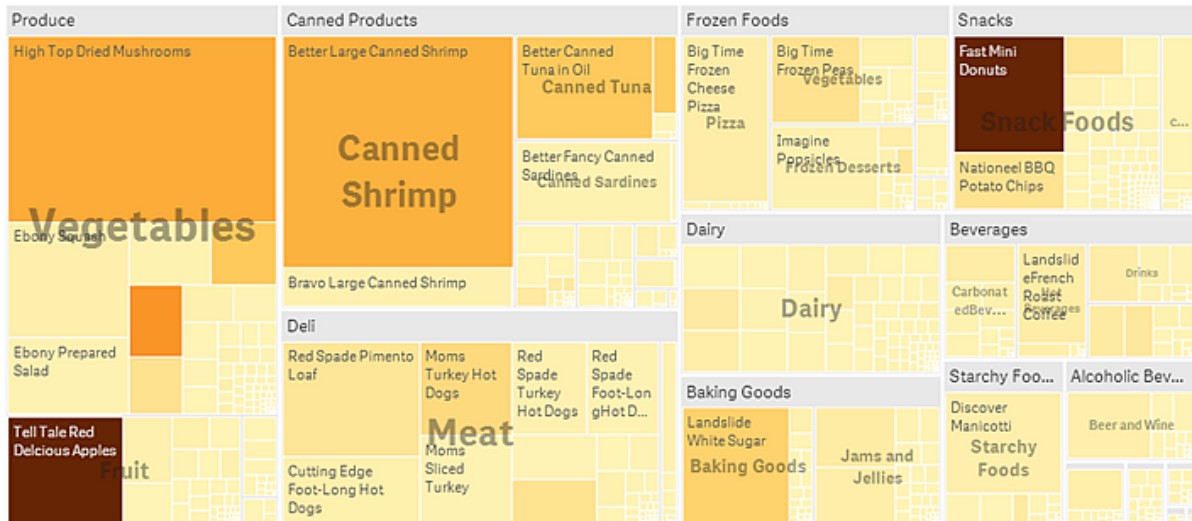 Produce
High Top Dried Mushrooms
Vegetables
Ebony Squash
Ebony Prepared
Salad
Tell Tale Red
Delcious Apples
Fruit
Canned Products
Better Large Canned Shrimp
Canned
Shrimp
Bravo Large Canned Shrimp
Better Canned
Tuna in Oil
Canned Tuna
Better Fancy Canned
Sardines
Canned Sardines
Deli
Red Spade Pimento
Loaf
Cutting Edge
Foot-Long Hot
Dogs
Moms
Turkey Hot
Dogs
Meat
Moms
Sliced
Turkey
Red
Spade
Turkey
Hot Dogs
Red
Spade
Foot-Lon
gHot D...
Frozen Foods
Big Time
Frozen
Cheese
Pizza
Pizza
Big Time
Frozen Peas
Vegetables
Imagine
Popsicles
Frozen Desserts
Dairy
Dairy
Baking Goods
Landslide
White Sugar
Baking Goods
Jams and
Jellies
Snacks
Fast Mini
Donuts
Snack Foods
Nationeel BBQ
Potato Chips
c...
Beverages
Carbonat
edBev...
Landslid
eFrench
Roast
Coffee
Hot
Beverages
Drinks
Starchy Foo...
Discover
Manicotti
Starchy
Foods
Alcoholic Bev...
Beer and Wine